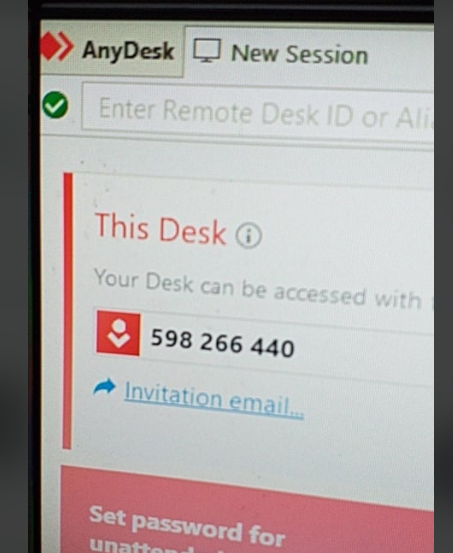 AnyDesk New Session
Enter Remote Desk ID or
This Desk
Your Desk can be accessed with
598 266 440
Invitation email...
Set password for